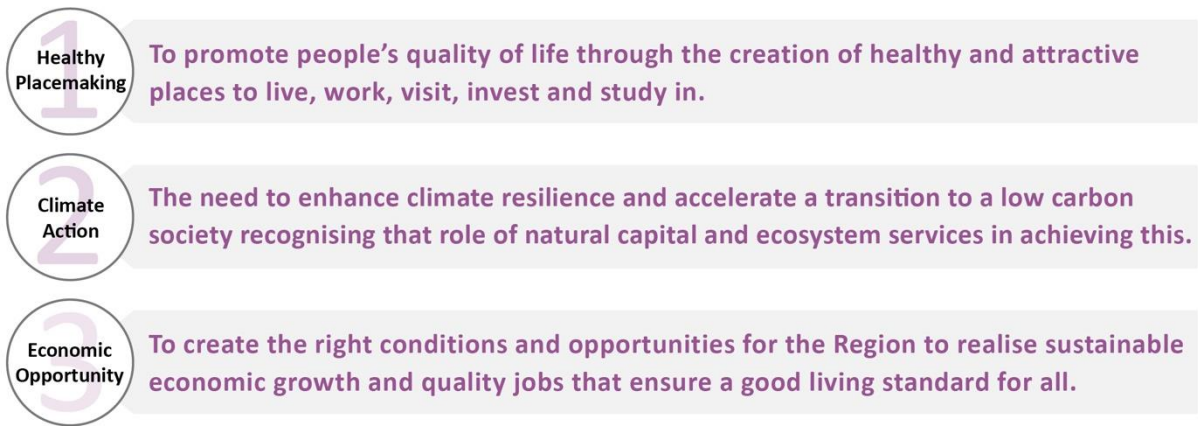 1
Healthy
Placemaking
To promote people’s quality of life through the creation of healthy and attractive
places to live, work, visit, invest and study in.
2
Climate
Action
The need to enhance climate resilience and accelerate a transition to a low carbon
society recognising that role of natural capital and ecosystem services in achieving this.
3
Economic
Opportunity
To create the right conditions and opportunities for the Region to realise sustainable
economic growth and quality jobs that ensure a good living standard for all.